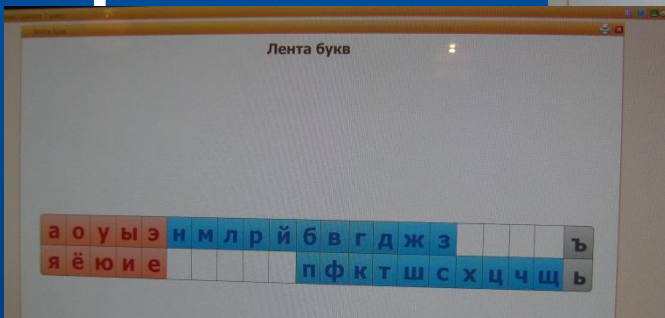 Лента букв
а о у ы э н м л р й б в г д ж з ъ
я ё ю и е п ф к т ш с х ц ч щ ь